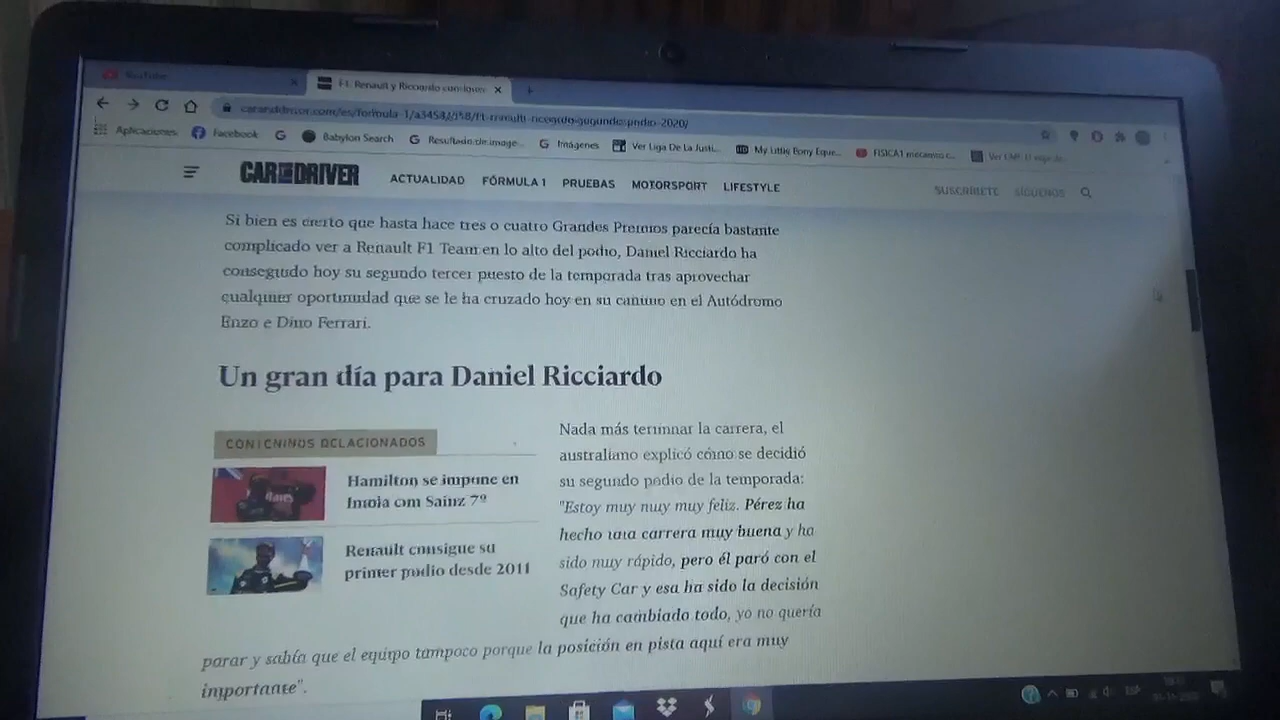 YouTube
F1. Renault y Ricciardo
Aplicaciones
Facebook
Babylon Search
Resultado de image...
Imágenes
Ver Liga De La Justi...
My Little Pony Eque...
FISICA1 mecamto c...
CAR AND DRIVER
ACTUALIDAD
FÓRMULA 1
PRUEBAS
MOTORSPORT
LIFESTYLE
SUSCRÍBETE
SÍGUENOS
Si bien es cierto que hasta hace tres o cuatro Grandes Premios parecía bastante
complicado ver a Renault F1 Team en lo alto del podio, Daniel Ricciardo ha
conseguido hoy su segundo tercer puesto de la temporada tras aprovechar
cualquier oportunidad que se le ha cruzado hoy en su camino en el Autódromo
Enzo e Dino Ferrari.
Un gran día para Daniel Ricciardo
CONTENIDOS RELACIONADOS
Hamilton se impone en
Imola con Sainz 7º
Renault consigue su
primer podio desde 2011
Nada más terminar la carrera, el
australiano explicó cómo se decidió
su segundo podio de la temporada:
"Estoy muy muy muy feliz. Pérez ha
hecho una carrera muy buena y ha
sido muy rápido, pero él paró con el
Safety Car y esa ha sido la decisión
que ha cambiado todo, yo no quería
parar y sabía que el equipo tampoco porque la posición en pista aquí era muy
importante".